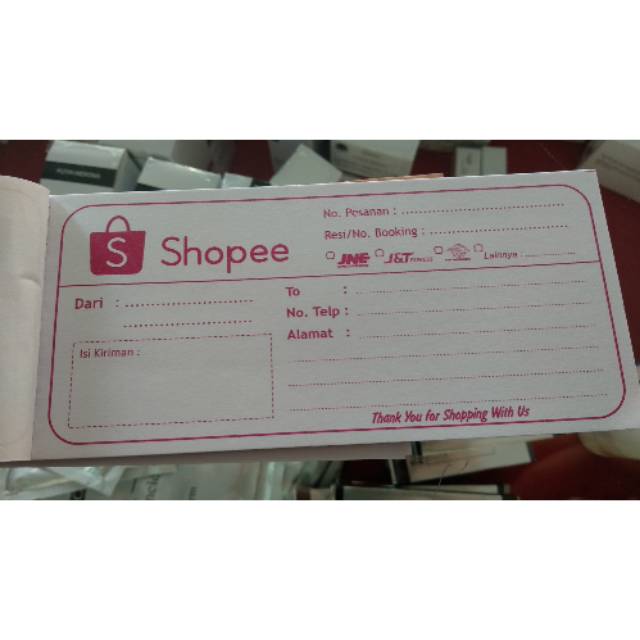 S Shopee
No. Pesanan : ..............................
Resi/No. Booking : ..............................
JNE J&T EXPRESS Lainnya : ..............
Dari : ..............................
To :
No. Telp :
Alamat :
Isi Kiriman :
Thank You for Shopping With Us